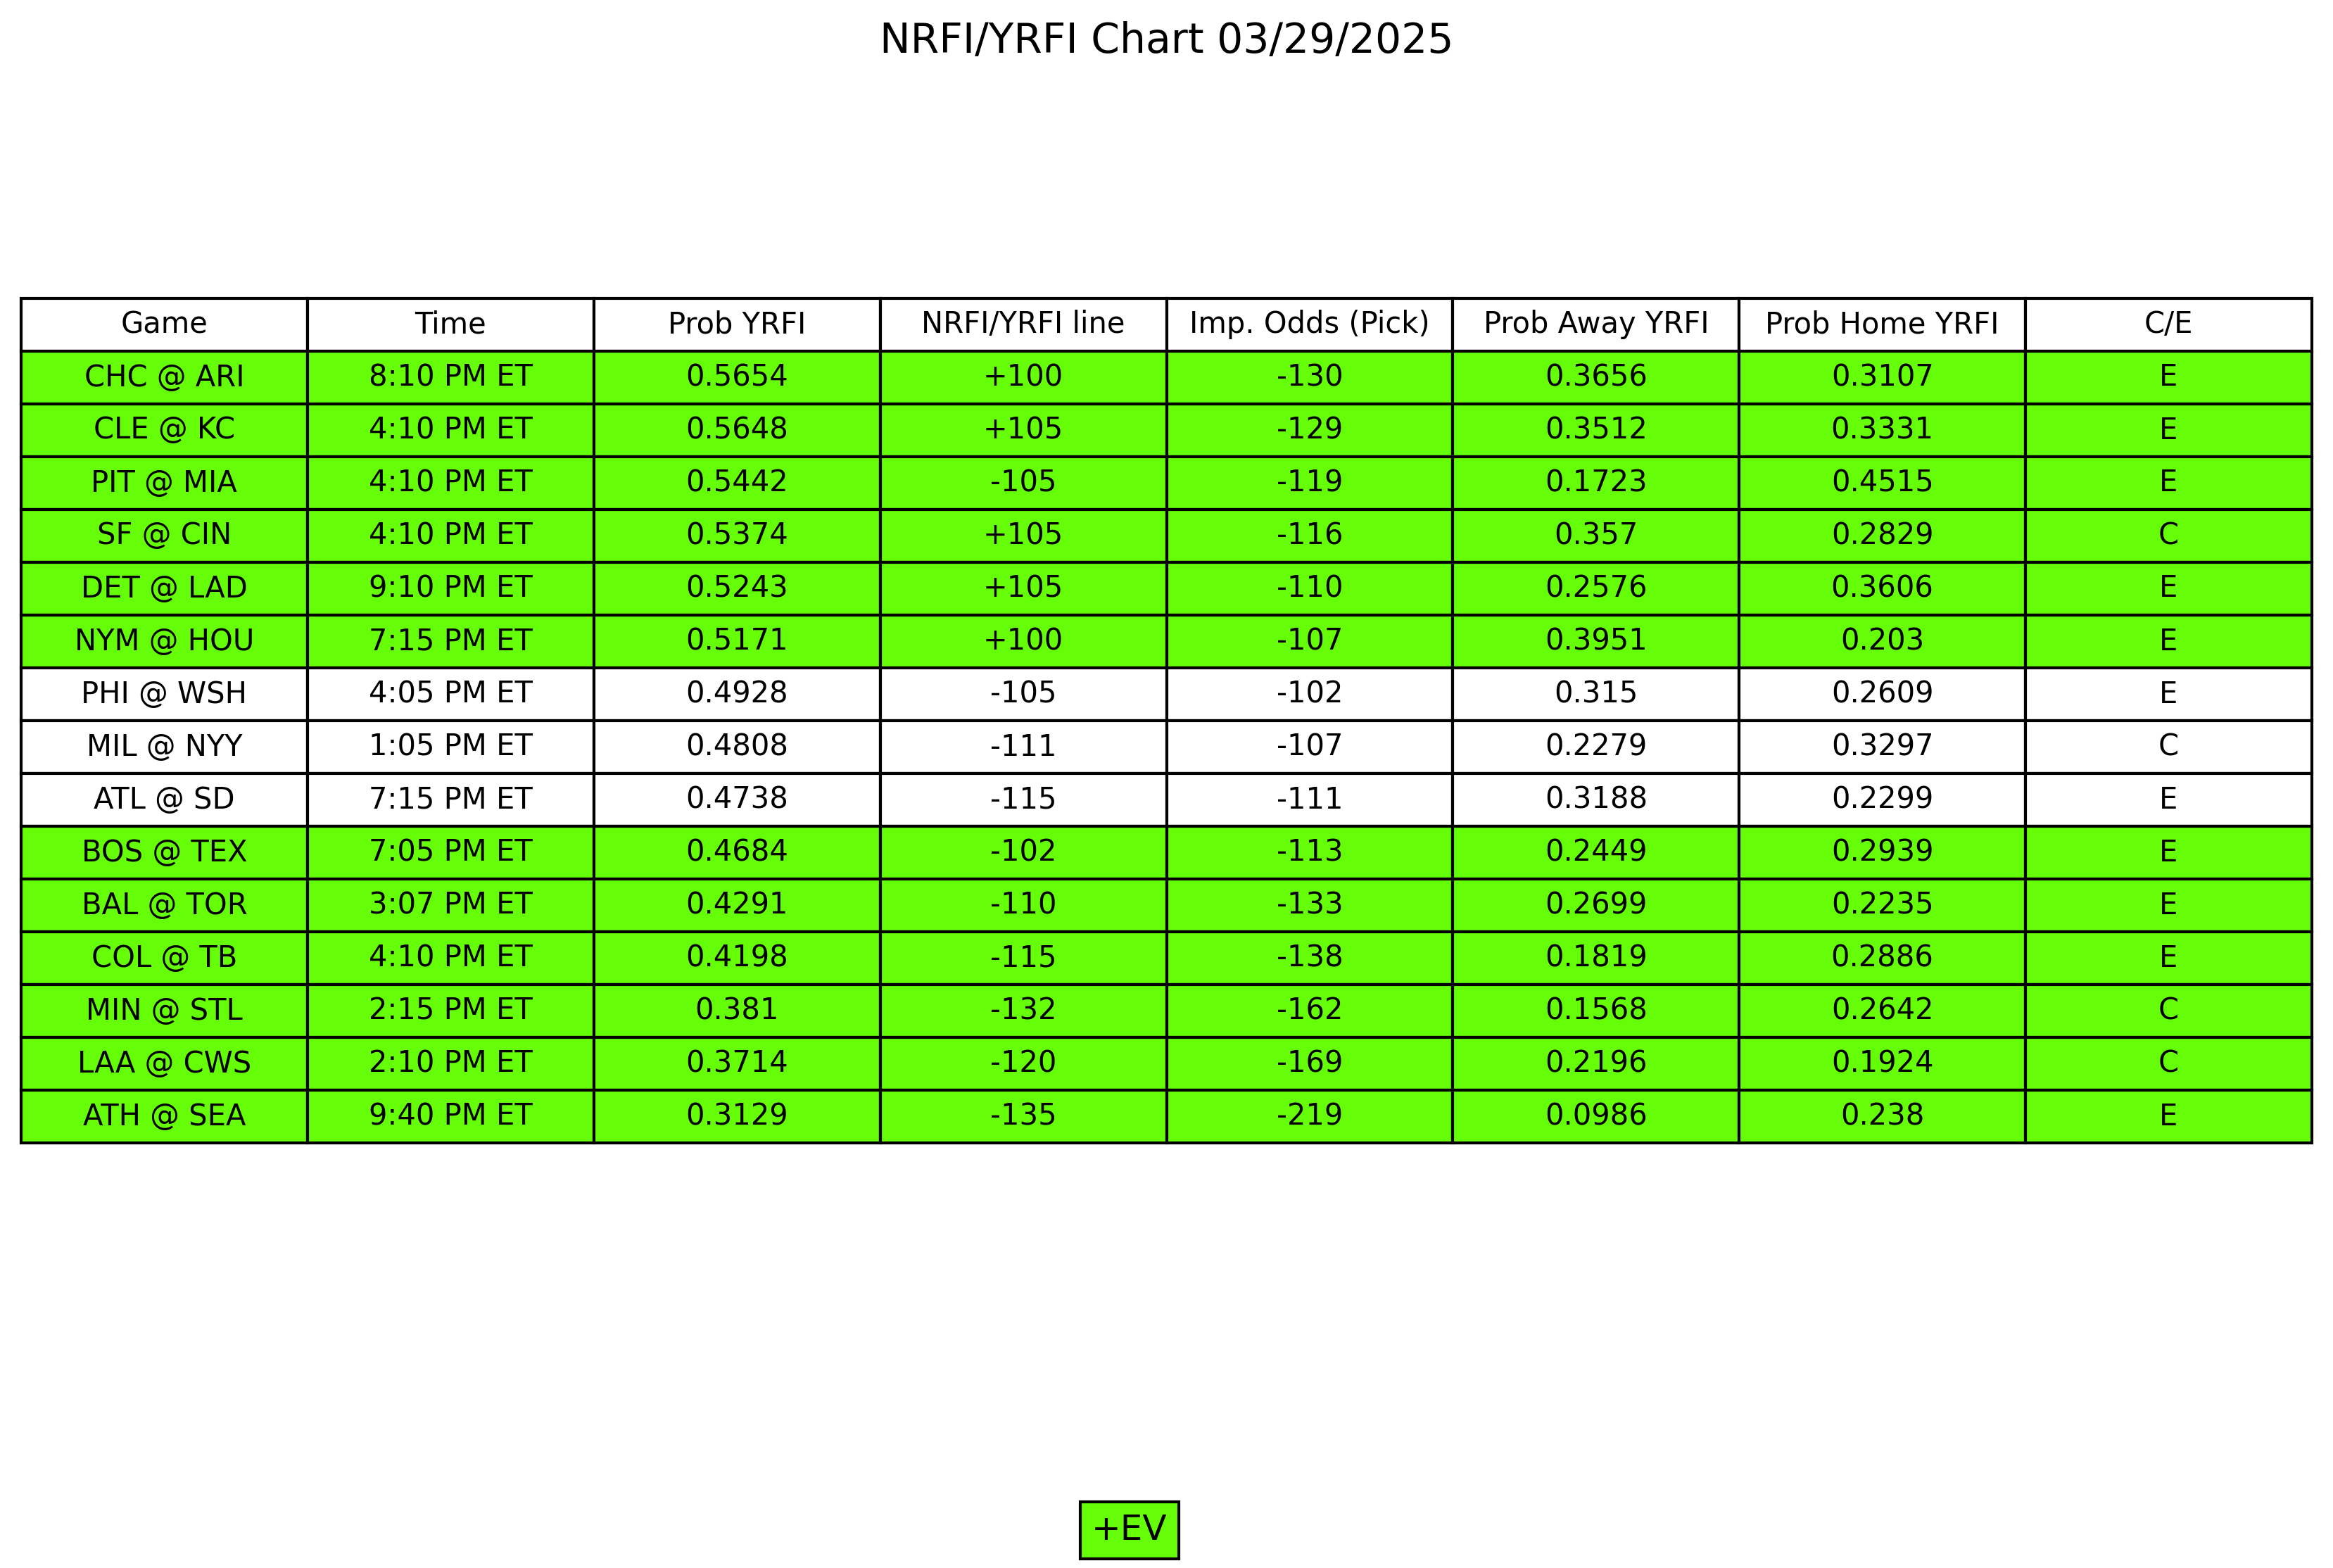 NRFI/YRFI Chart 03/29/2025
Game Time Prob YRFI NRFI/YRFI line Imp. Odds (Pick) Prob Away YRFI Prob Home YRFI C/E
CHC @ ARI 8:10 PM ET 0.5654 +100 -130 0.3656 0.3107 E
CLE @ KC 4:10 PM ET 0.5648 +105 -129 0.3512 0.3331 E
PIT @ MIA 4:10 PM ET 0.5442 -105 -119 0.1723 0.4515 E
SF @ CIN 4:10 PM ET 0.5374 +105 -116 0.357 0.2829 C
DET @ LAD 9:10 PM ET 0.5243 +105 -110 0.2576 0.3606 E
NYM @ HOU 7:15 PM ET 0.5171 +100 -107 0.3951 0.203 E
PHI @ WSH 4:05 PM ET 0.4928 -105 -102 0.315 0.2609 E
MIL @ NYY 1:05 PM ET 0.4808 -111 -107 0.2279 0.3297 C
ATL @ SD 7:15 PM ET 0.4738 -115 -111 0.3188 0.2299 E
BOS @ TEX 7:05 PM ET 0.4684 -102 -113 0.2449 0.2939 E
BAL @ TOR 3:07 PM ET 0.4291 -110 -133 0.2699 0.2235 E
COL @ TB 4:10 PM ET 0.4198 -115 -138 0.1819 0.2886 E
MIN @ STL 2:15 PM ET 0.381 -132 -162 0.1568 0.2642 C
LAA @ CWS 2:10 PM ET 0.3714 -120 -169 0.2196 0.1924 C
ATH @ SEA 9:40 PM ET 0.3129 -135 -219 0.0986 0.238 E
+EV